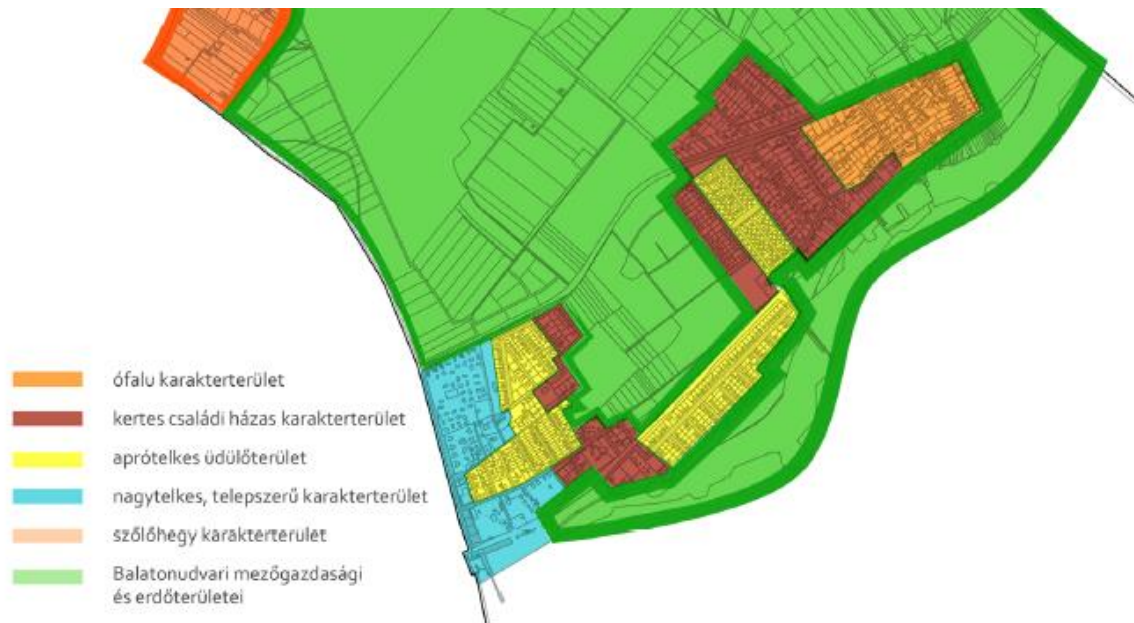 ófalu karakterterület
kertes családi házas karakterterület
aprótelkes üdülőterület
nagytelkes, telepszerű karakterterület
szőlőhegy karakterterület
Balatonudvari mezőgazdasági
és erdőterületei